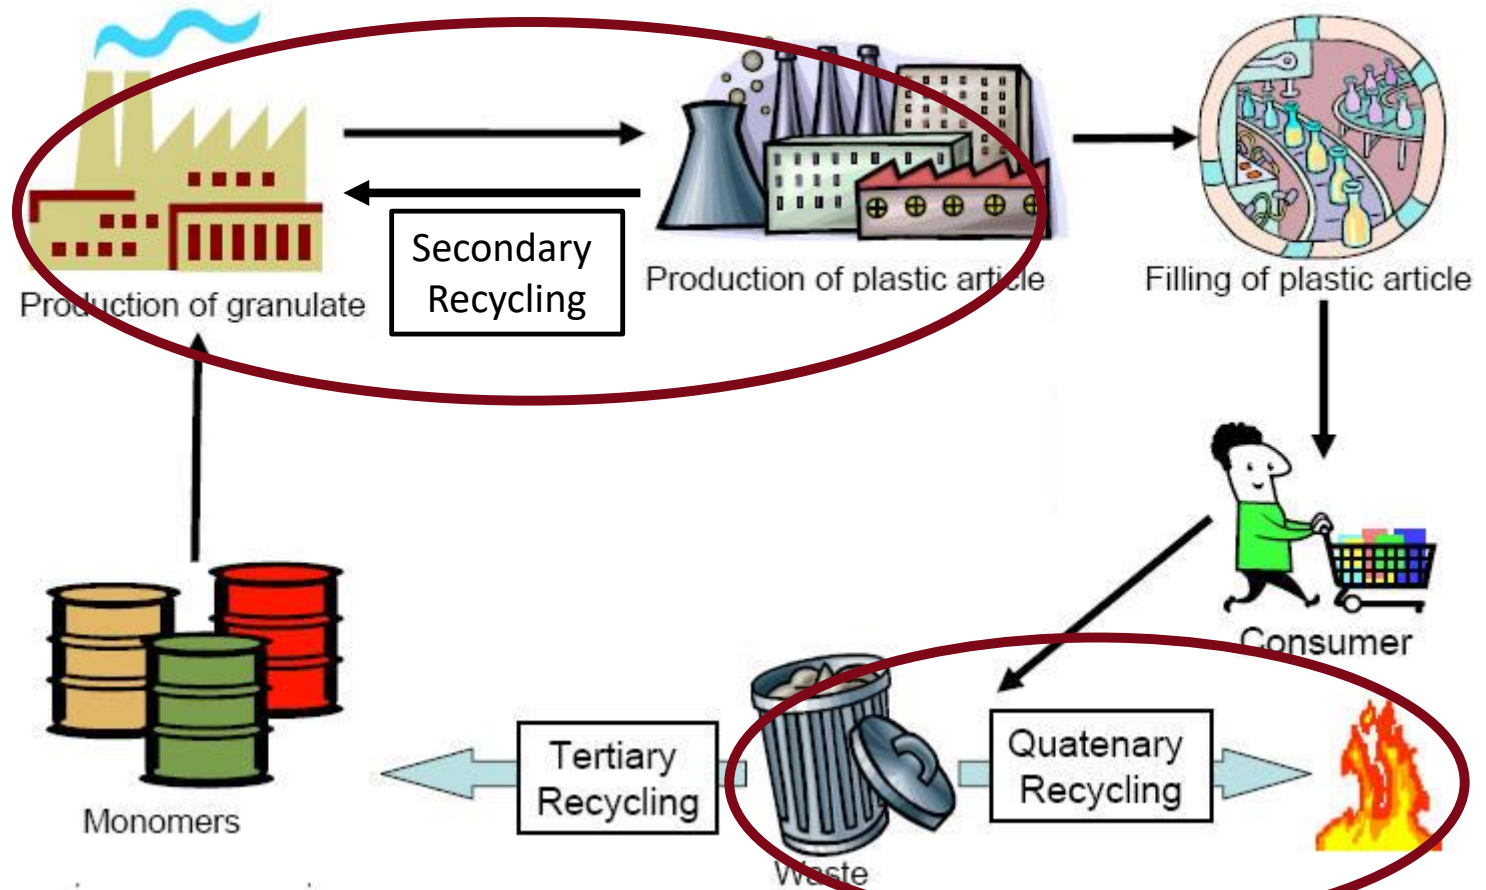 Secondary
Recycling
Production of granulate
Production of plastic article
Filling of plastic article
Consumer
Tertiary
Recycling
Quatenary
Recycling
Monomers
Waste